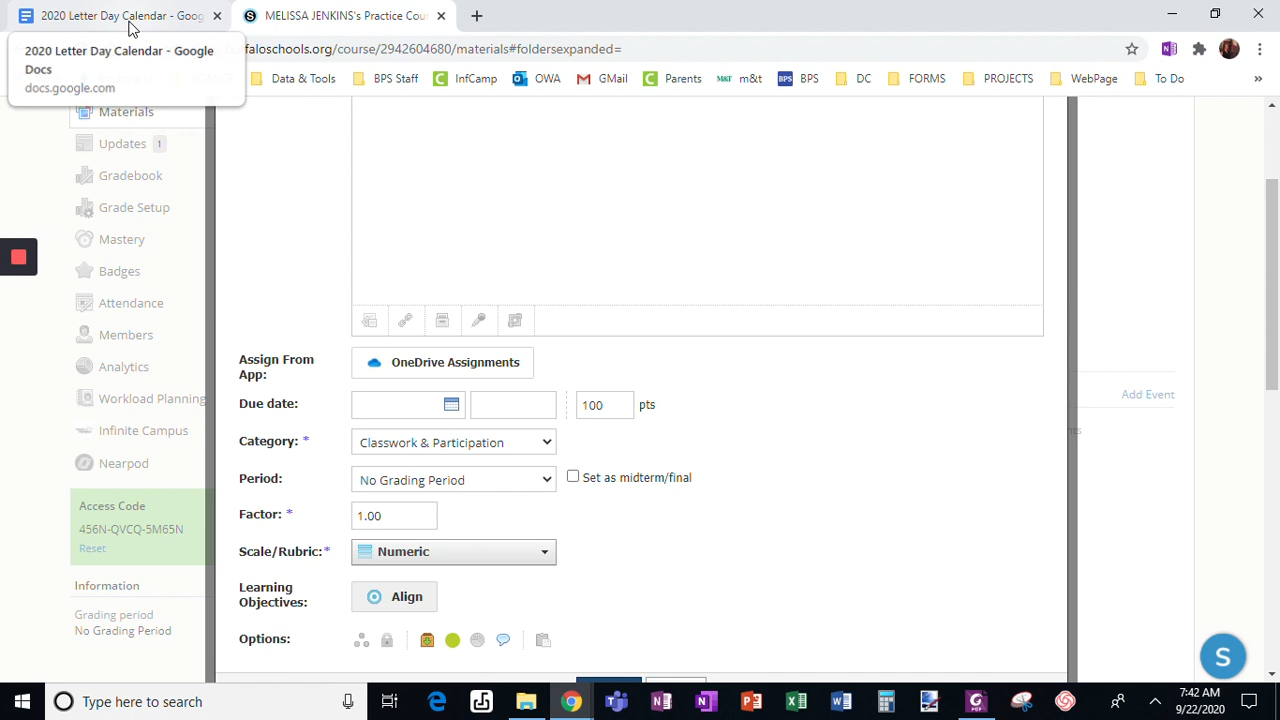 2020 Letter Day Calendar - Goog
MELISSA JENKINS's Practice Cou
2020 Letter Day Calendar - Google
Docs
docs.google.com
faloschools.org/course/2942604680/materials#foldersexpanded=
Data & Tools
BPS Staff
InfCamp
OWA
GMail
Parents
M&T m&t
BPS BPS
DC
FORMS
PROJECTS
WebPage
To Do
»
Materials
Updates 1
Gradebook
Grade Setup
Mastery
Badges
Attendance
Members
Analytics
Workload Planning
Infinite Campus
Nearpod
Access Code
456N-QVCQ-5M65N
Reset
Information
Grading period
No Grading Period
Assign From
App:
OneDrive Assignments
Due date:
100 pts
Category: *
Classwork & Participation
Period:
No Grading Period
Set as midterm/final
Factor: *
1.00
Scale/Rubric:*
Numeric
Learning
Objectives:
Align
Options:
Add Event
S
Type here to search
7:42 AM
9/22/2020